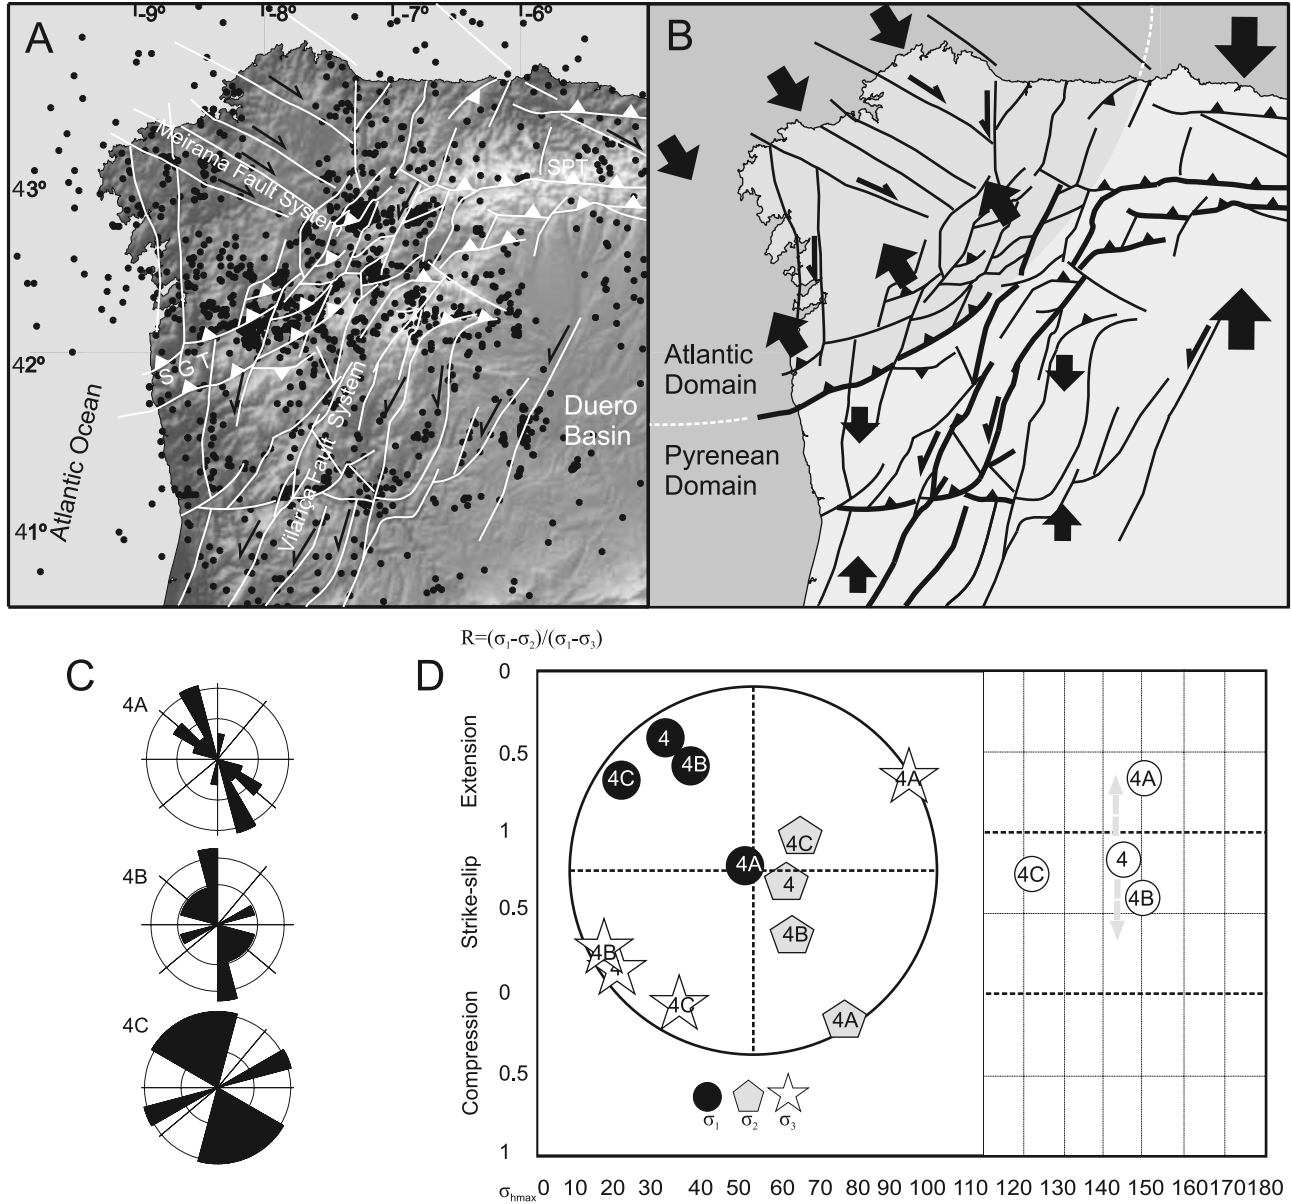 A
-9º
-8º
-7º
-6º
43º
42º
41º
Meirama Fault System
SPT
S G T
Vilariça Fault System
Duero
Basin
Atlantic Ocean
B
Atlantic
Domain
Pyrenean
Domain
C
4A
4B
4C
D
R=(σ₁-σ₂)/(σ₁-σ₃)
0
0.5
1
0.5
0
0.5
1
Extension
Strike-slip
Compression
4
4B
4C
4A
4A
4C
4
4B
4B
4
4C
4A
σ₁
σ₂
σ₃
4A
4
4C
4B
σhmax 0 10 20 30 50 60 70 80 90 100 110 120 130 140 150 160 170 180